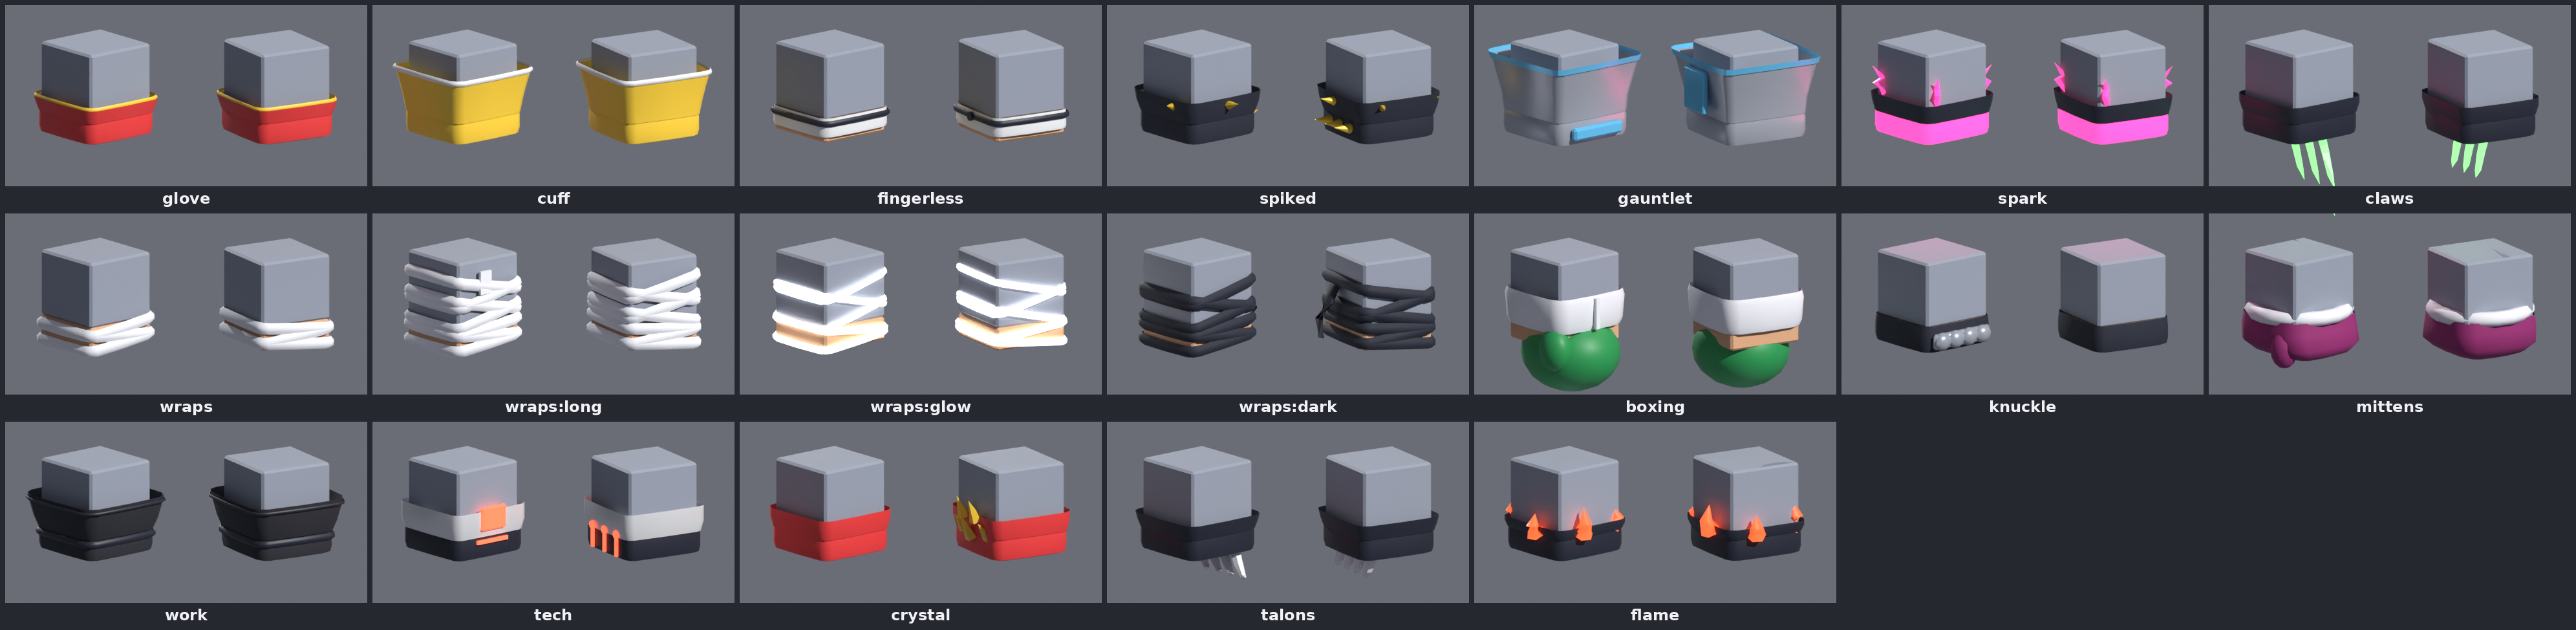 glove
cuff
fingerless
spiked
gauntlet
spark
claws
wraps
wraps:long
wraps:glow
wraps:dark
boxing
knuckle
mittens
work
tech
crystal
talons
flame